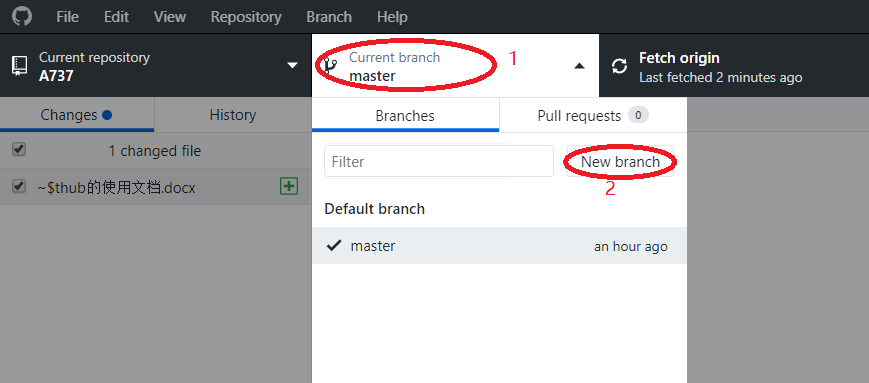 File Edit View Repository Branch Help
Current repository
A737
Current branch
master
1
Fetch origin
Last fetched 2 minutes ago
Changes History
Branches Pull requests 0
1 changed file
Filter New branch
2
~$thub的使用文档.docx
Default branch
master an hour ago